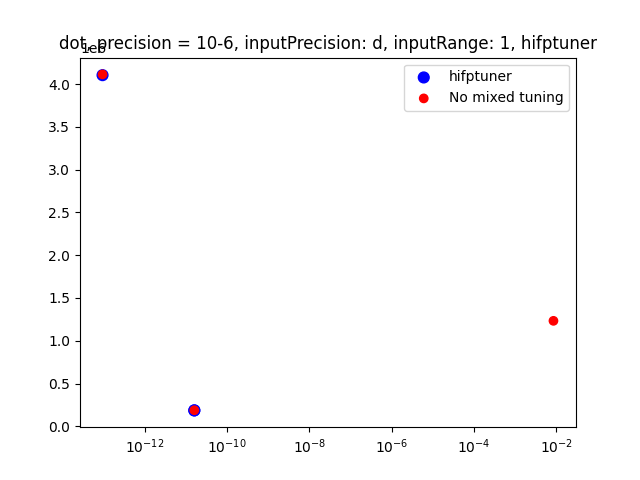 dot, precision = 10-6, inputPrecision: d, inputRange: 1, hifptuner
1e6
hifptuner
No mixed tuning
4.0
3.5
3.0
2.5
2.0
1.5
1.0
0.5
0.0
10⁻¹² 10⁻¹⁰ 10⁻⁸ 10⁻⁶ 10⁻⁴ 10⁻²